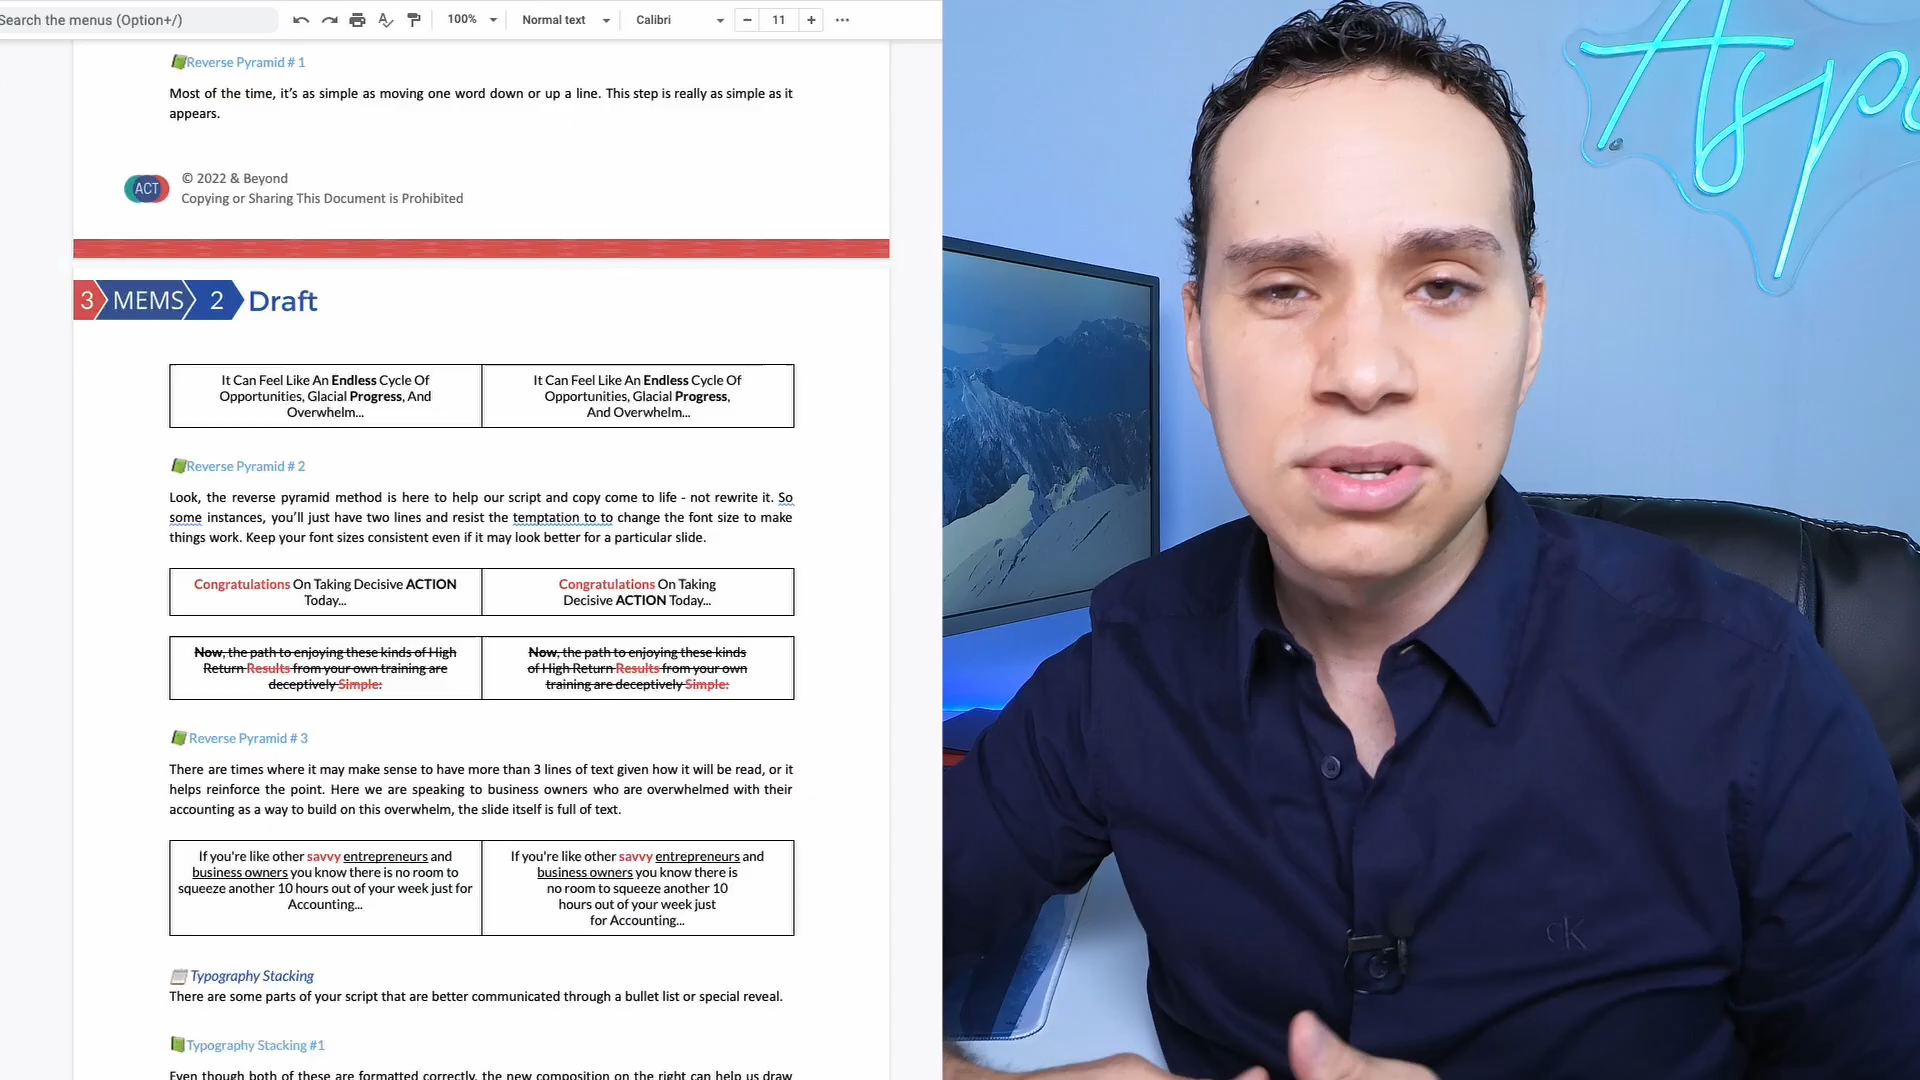 Search the menus (Option+/)
100%
Normal text
Calibri
11
Reverse Pyramid # 1
Most of the time, it's as simple as moving one word down or up a line. This step is really as simple as it
appears.
ACT
© 2022 & Beyond
Copying or Sharing This Document is Prohibited
3 MEMS 2 Draft
It Can Feel Like An Endless Cycle Of
Opportunities, Glacial Progress, And
Overwhelm...
It Can Feel Like An Endless Cycle Of
Opportunities, Glacial Progress,
And Overwhelm...
Reverse Pyramid # 2
Look, the reverse pyramid method is here to help our script and copy come to life - not rewrite it. So
some instances, you'll just have two lines and resist the temptation to to change the font size to make
things work. Keep your font sizes consistent even if it may look better for a particular slide.
Congratulations On Taking Decisive ACTION
Today...
Congratulations On Taking
Decisive ACTION Today...
Now, the path to enjoying these kinds of High
Return Results from your own training are
deceptively Simple:
Now, the path to enjoying these kinds
of High Return Results from your own
training are deceptively Simple:
Reverse Pyramid # 3
There are times where it may make sense to have more than 3 lines of text given how it will be read, or it
helps reinforce the point. Here we are speaking to business owners who are overwhelmed with their
accounting as a way to build on this overwhelm, the slide itself is full of text.
If you're like other savvy entrepreneurs and
business owners you know there is no room to
squeeze another 10 hours out of your week just for
Accounting...
If you're like other savvy entrepreneurs and
business owners you know there is
no room to squeeze another 10
hours out of your week just
for Accounting...
Typography Stacking
There are some parts of your script that are better communicated through a bullet list or special reveal.
Typography Stacking #1
Even though both of these are formatted correctly, the new composition on the right can help us draw
Aspo
cK